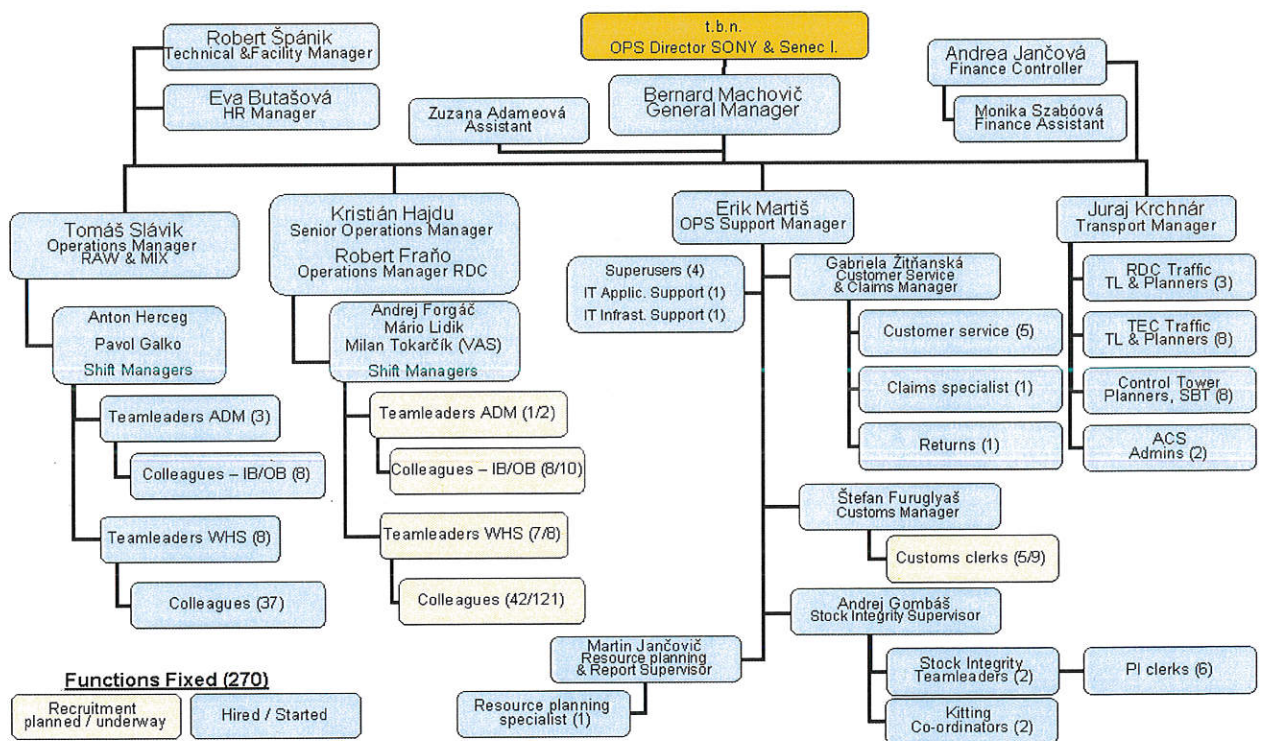 t.b.n.
OPS Director SONY & Senec I.
Robert Špánik
Technical &Facility Manager
Eva Butašová
HR Manager
Bernard Machovič
General Manager
Zuzana Adameová
Assistant
Andrea Jančová
Finance Controller
Monika Szabóová
Finance Assistant
Tomáš Slávik
Operations Manager
RAW & MIX
Anton Herceg
Pavol Galko
Shift Managers
Teamleaders ADM (3)
Colleagues – IB/OB (8)
Teamleaders WHS (8)
Colleagues (37)
Kristián Hajdu
Senior Operations Manager
Robert Fraňo
Operations Manager RDC
Andrej Forgáč
Mário Lidik
Milan Tokarčík (VAS)
Shift Managers
Teamleaders ADM (1/2)
Colleagues – IB/OB (8/10)
Teamleaders WHS (7/8)
Colleagues (42/121)
Erik Martiš
OPS Support Manager
Superusers (4)
IT Applic. Support (1)
IT Infrast. Support (1)
Gabriela Žitňanská
Customer Service
& Claims Manager
Customer service (5)
Claims specialist (1)
Returns (1)
Štefan Furuglyaš
Customs Manager
Customs clerks (5/9)
Andrej Gombáš
Stock Integrity Supervisor
Stock Integrity
Teamleaders (2)
PI clerks (6)
Kitting
Co-ordinators (2)
Martin Jančovič
Resource planning
& Report Supervisor
Resource planning
specialist (1)
Juraj Krchnár
Transport Manager
RDC Traffic
TL & Planners (3)
TEC Traffic
TL & Planners (8)
Control Tower
Planners, SBT (8)
ACS
Admins (2)
Functions Fixed (270)
Recruitment
planned / underway
Hired / Started